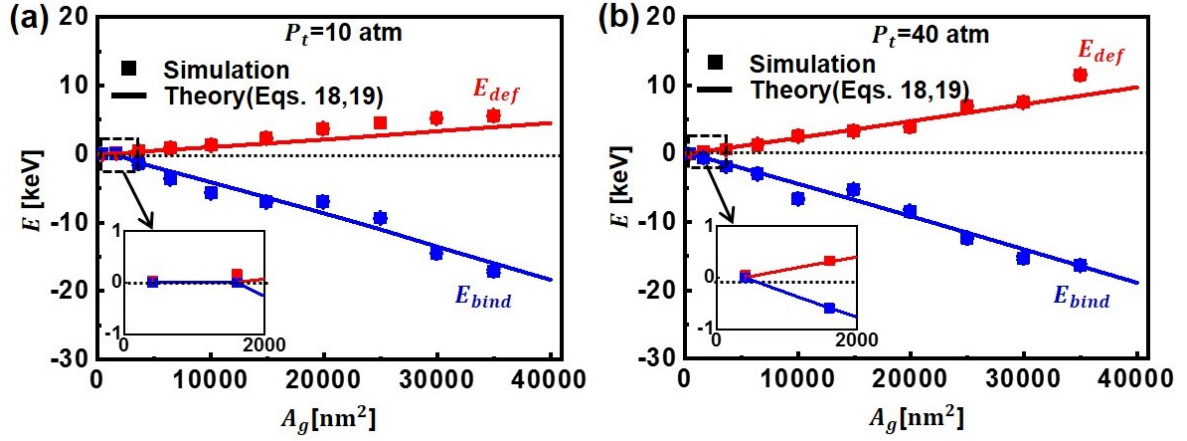 (a)
P_t=10 atm
Simulation
Theory(Eqs. 18,19)
E_def
E_bind
20
10
0
-10
-20
-30
E [keV]
1
0
-1
0
2000
0
10000
20000
30000
40000
A_g[nm²]
(b)
P_t=40 atm
Simulation
Theory(Eqs. 18,19)
E_def
E_bind
20
10
0
-10
-20
-30
E [keV]
1
0
-1
0
2000
0
10000
20000
30000
40000
A_g[nm²]